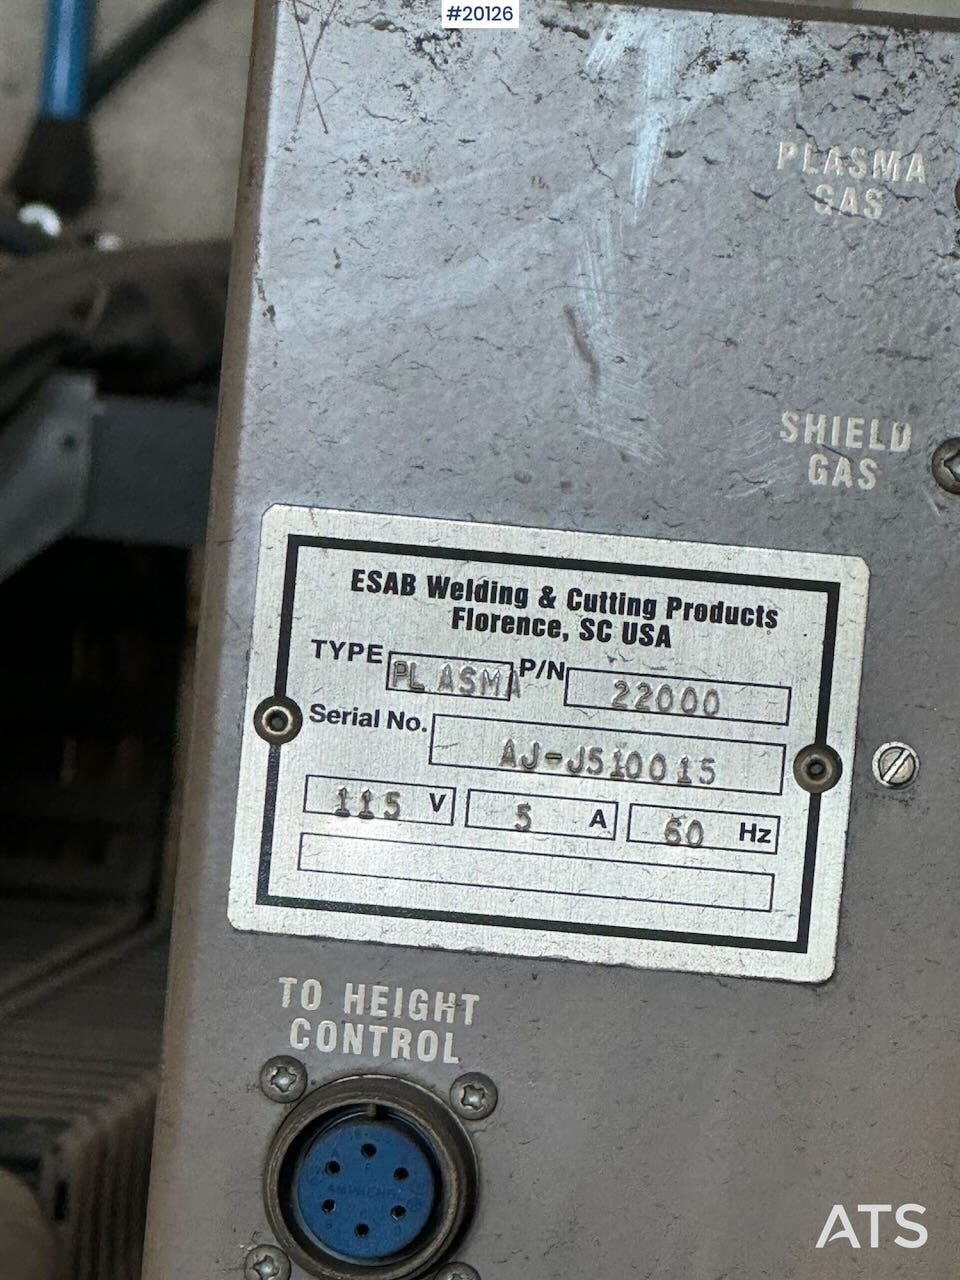 #20126
PLASMA
GAS
SHIELD
GAS
ESAB Welding & Cutting Products
Florence, SC USA
TYPE PLASMA P/N 22000
Serial No. AJ-J510015
115 V 5 A 60 Hz
TO HEIGHT
CONTROL
AMPHENOL
ATS